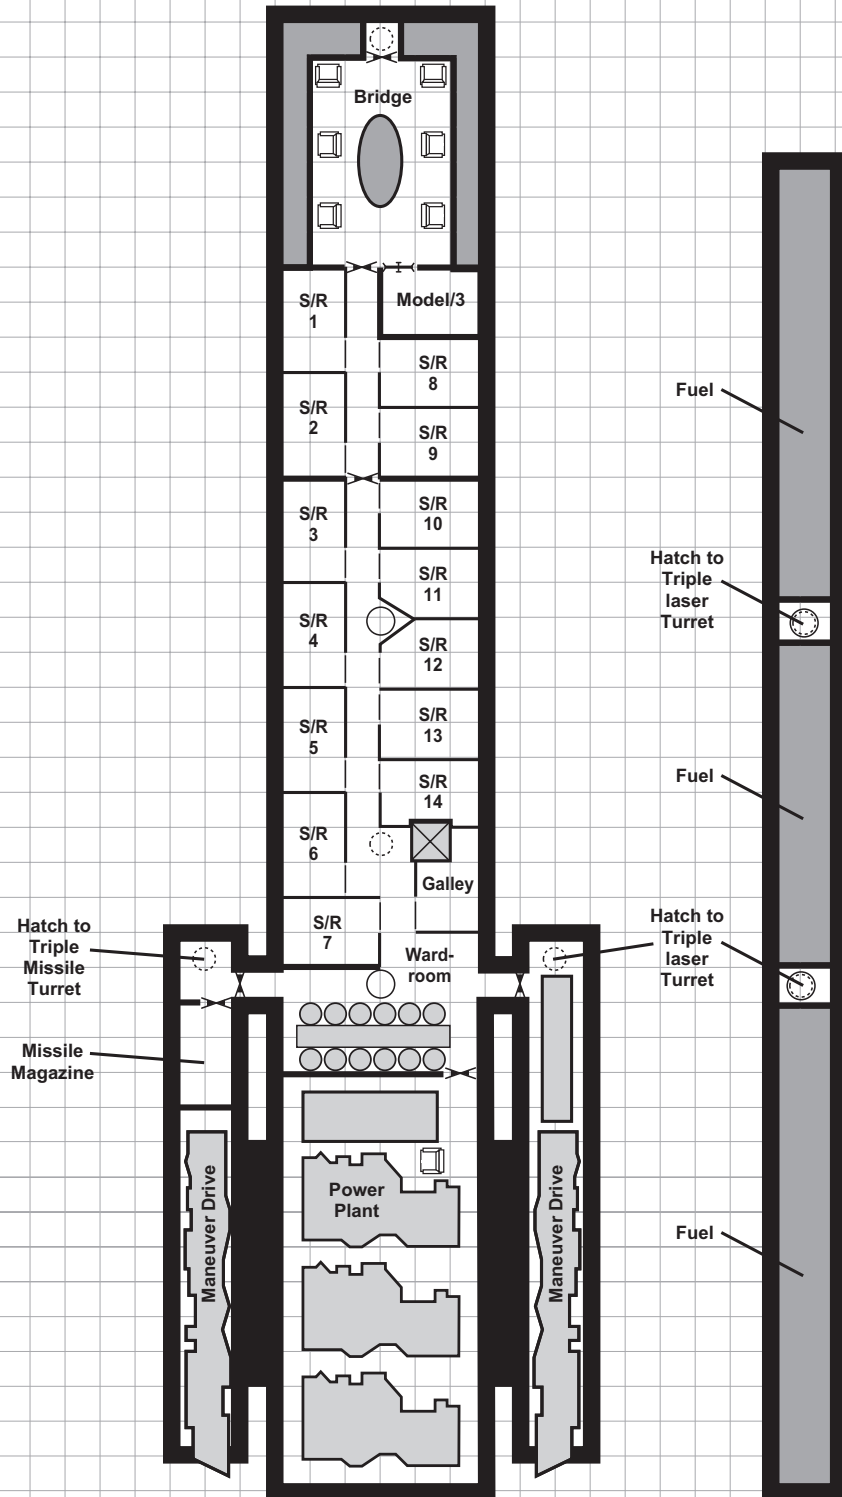 Bridge
S/R
1
Model/3
S/R
8
S/R
2
S/R
9
S/R
3
S/R
10
S/R
11
S/R
4
S/R
12
S/R
5
S/R
13
S/R
14
S/R
6
Galley
S/R
7
Ward-
room
Hatch to
Triple
Missile
Turret
Missile
Magazine
Maneuver Drive
Power
Plant
Maneuver Drive
Fuel
Hatch to
Triple
laser
Turret
Fuel
Hatch to
Triple
laser
Turret
Fuel